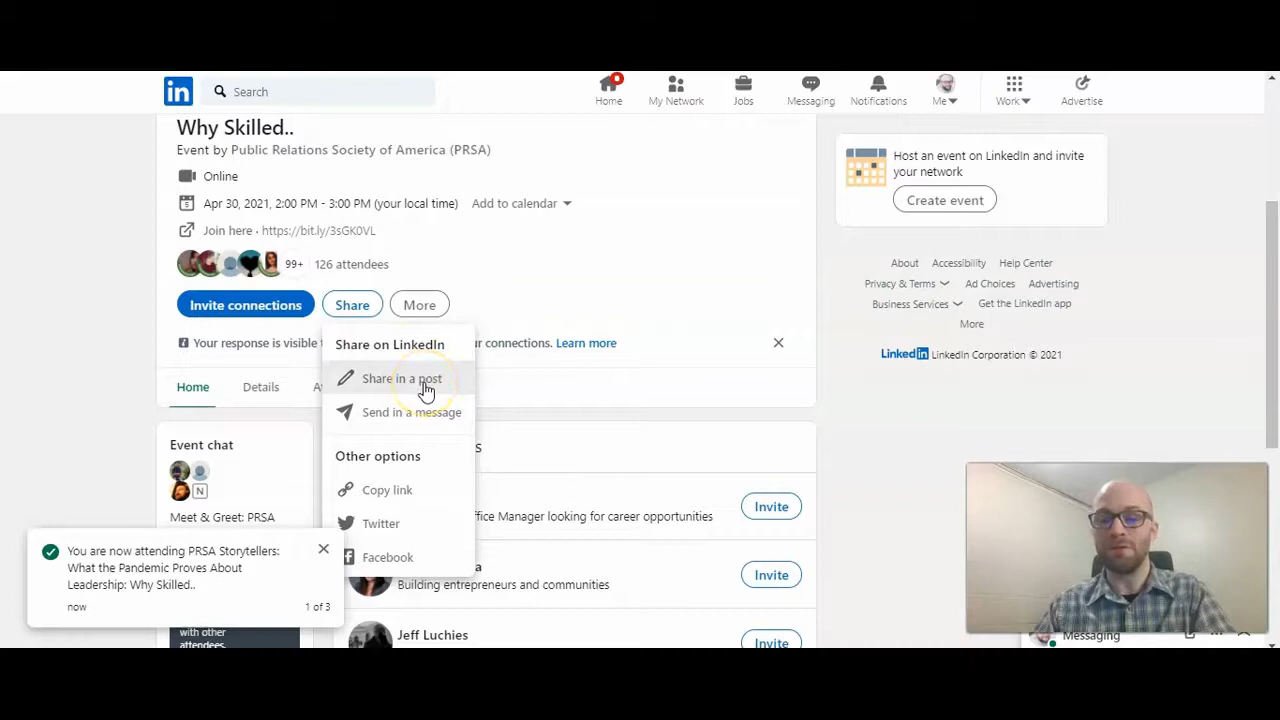 in
Search
Home
My Network
Jobs
Messaging
Notifications
Me
Work
Advertise
Why Skilled..
Event by Public Relations Society of America (PRSA)
Online
Apr 30, 2021, 2:00 PM - 3:00 PM (your local time)
Add to calendar
Join here · https://bit.ly/3sGK0VL
99+
126 attendees
Invite connections
Share
More
Your response is visible
ur connections. Learn more
Home
Details
Share on LinkedIn
Share in a post
Send in a message
Other options
Copy link
Twitter
Facebook
Event chat
N
Meet & Greet: PRSA
You are now attending PRSA Storytellers:
What the Pandemic Proves About
Leadership: Why Skilled..
now
1 of 3
with other
attendees.
ffice Manager looking for career opportunities
Invite
Building entrepreneurs and communities
Invite
Jeff Luchies
Invite
Host an event on LinkedIn and invite
your network
Create event
About
Accessibility
Help Center
Privacy & Terms
Ad Choices
Advertising
Business Services
Get the LinkedIn app
More
LinkedIn LinkedIn Corporation © 2021
Messaging